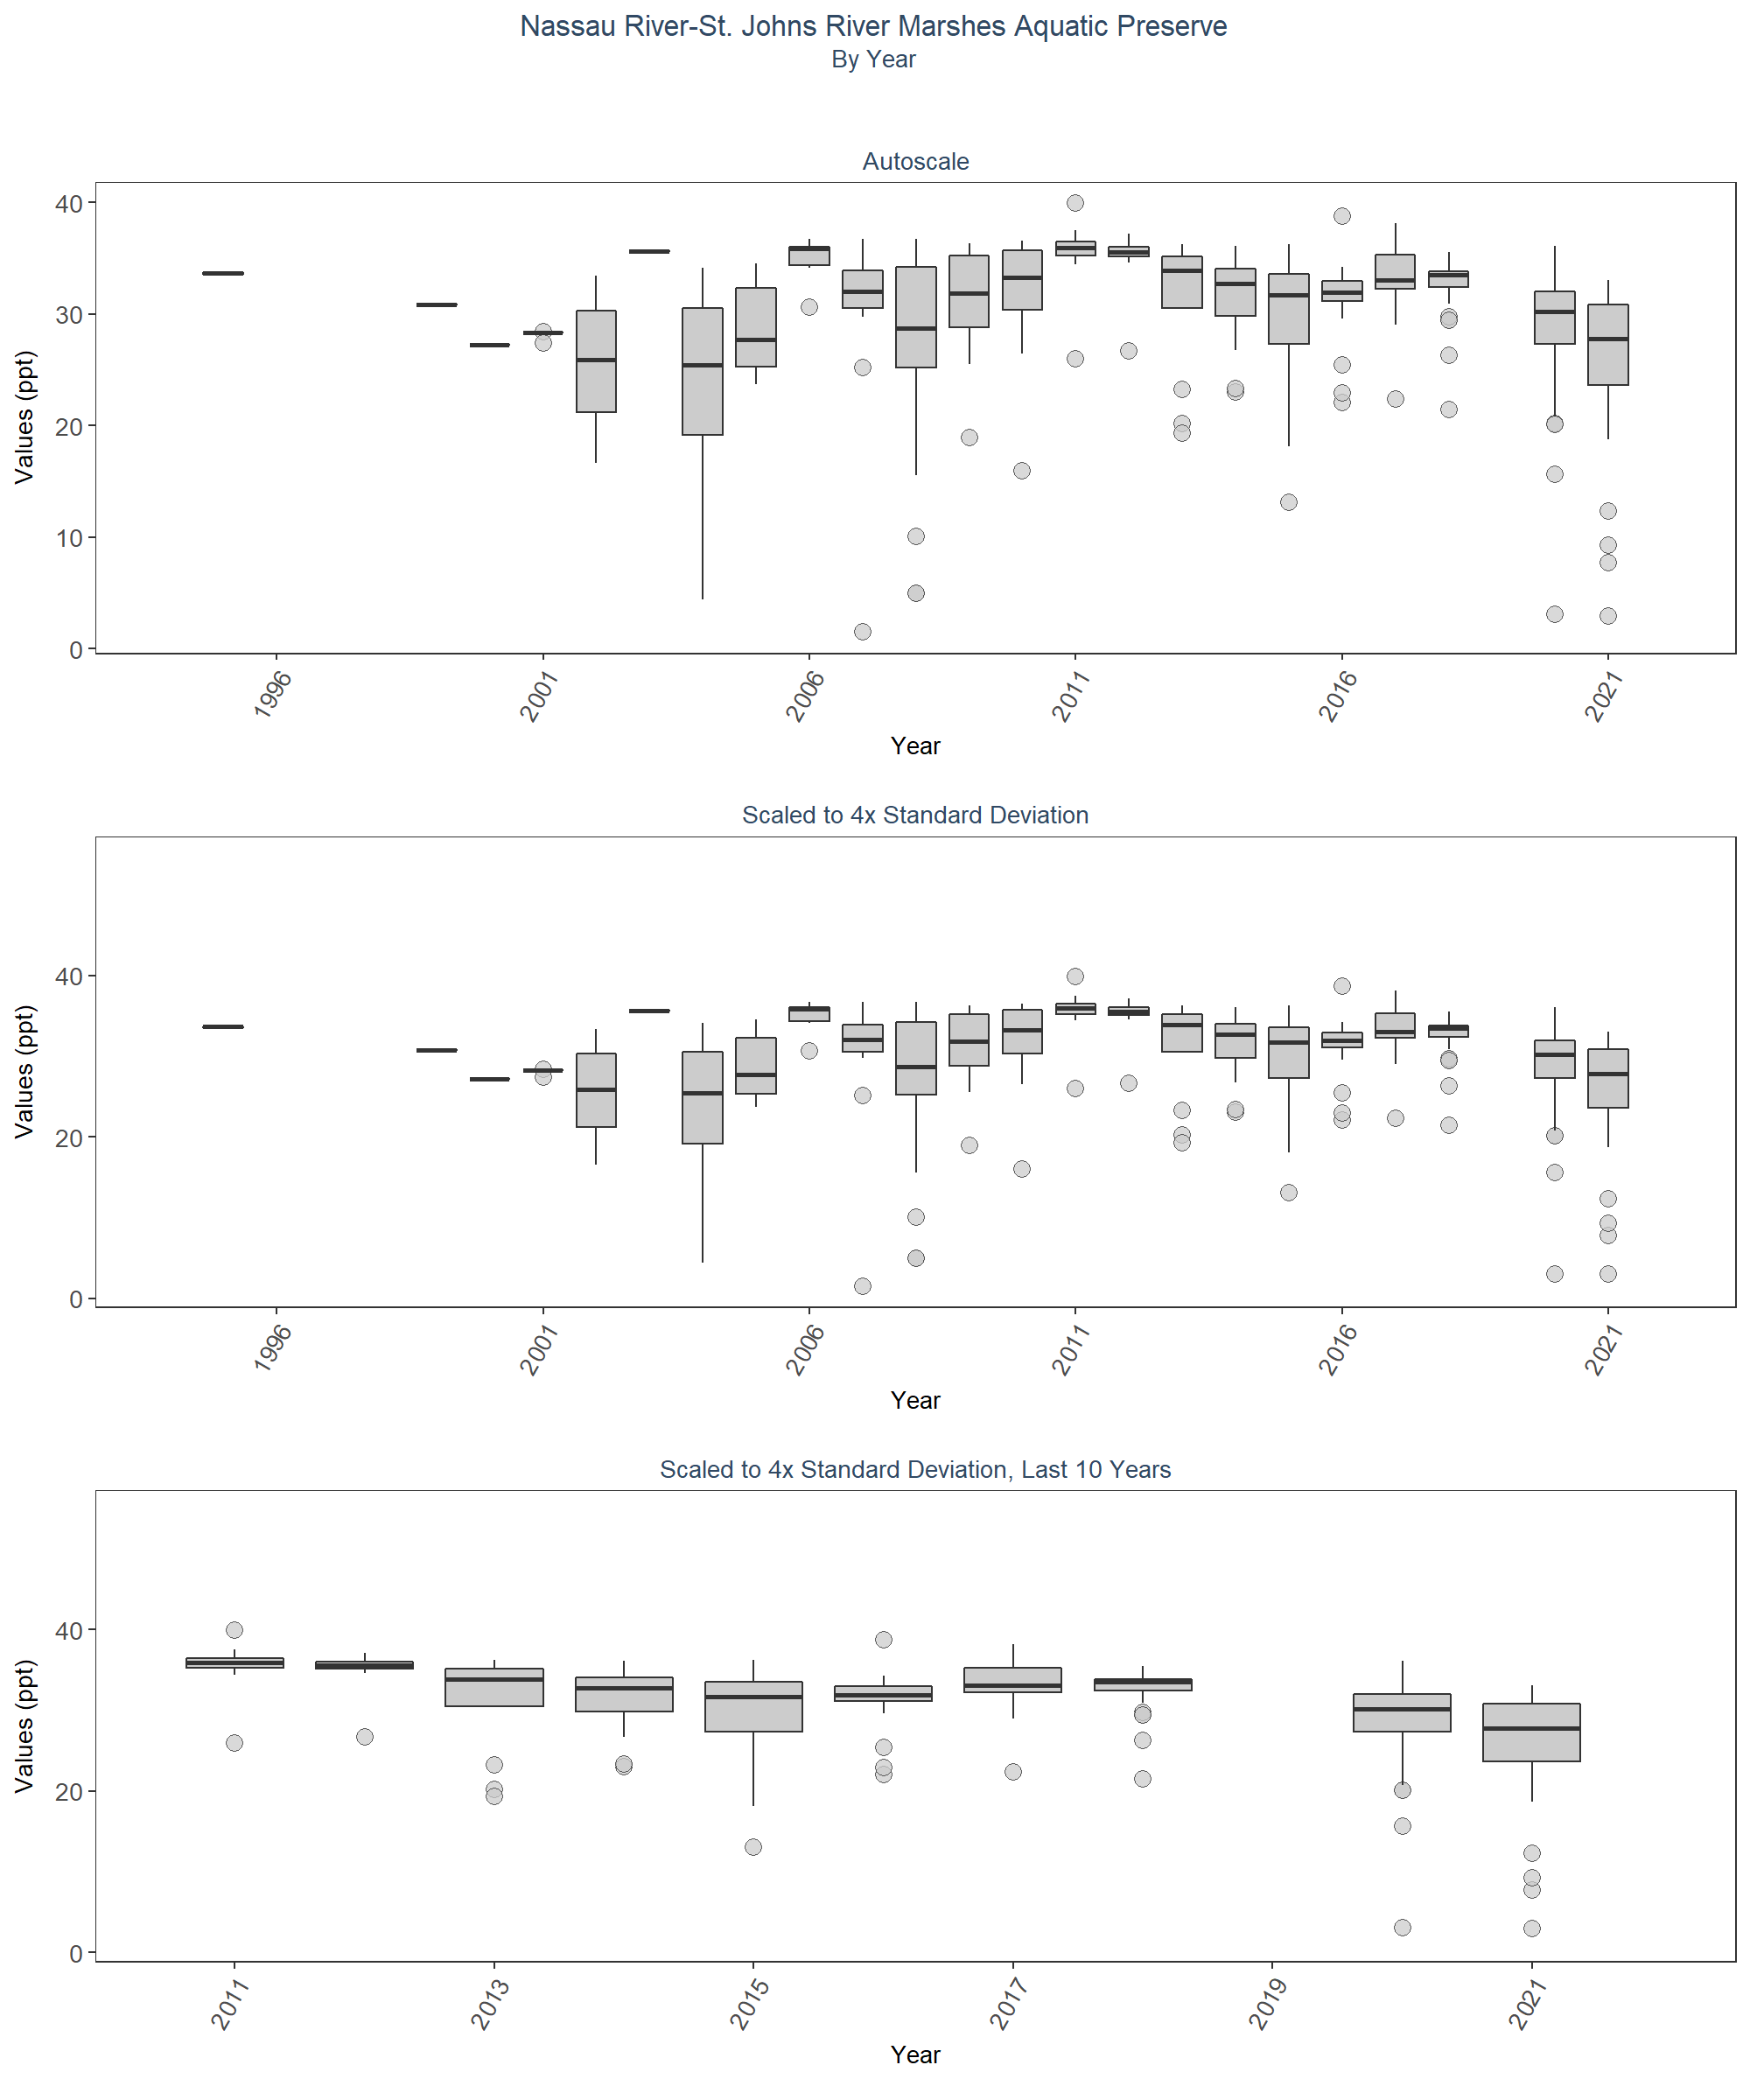 Nassau River-St. Johns River Marshes Aquatic Preserve
By Year
Autoscale
Values (ppt)
40
30
20
10
0
1996
2001
2006
2011
2016
2021
Year
Scaled to 4x Standard Deviation
Values (ppt)
40
20
0
1996
2001
2006
2011
2016
2021
Year
Scaled to 4x Standard Deviation, Last 10 Years
Values (ppt)
40
20
0
2011
2013
2015
2017
2019
2021
Year